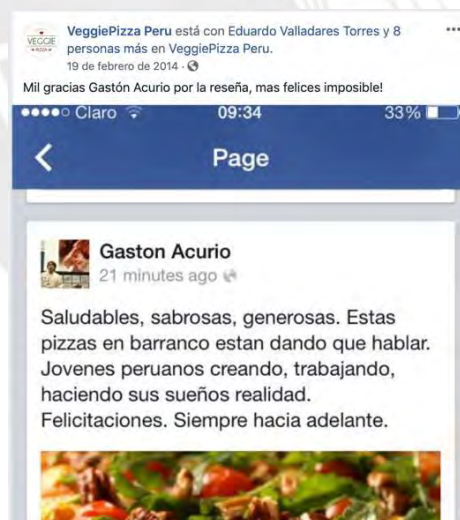 VEGGIE
PIZZA
VeggiePizza Peru está con Eduardo Valladares Torres y 8
personas más en VeggiePizza Peru.
19 de febrero de 2014 ·
Mil gracias Gastón Acurio por la reseña, mas felices imposible!
Claro 09:34 33%
Page
Gaston Acurio
21 minutes ago
Saludables, sabrosas, generosas. Estas
pizzas en barranco estan dando que hablar.
Jovenes peruanos creando, trabajando,
haciendo sus sueños realidad.
Felicitaciones. Siempre hacia adelante.